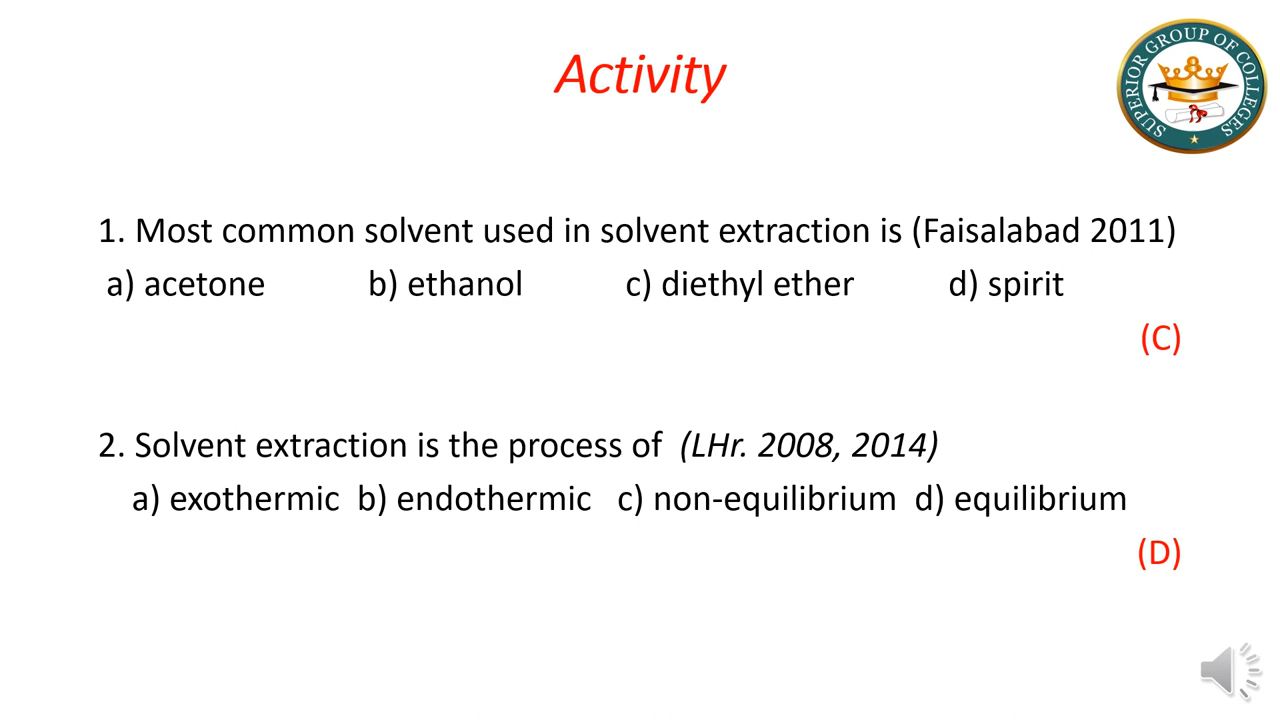 Activity
SUPERIOR GROUP OF COLLEGES
1. Most common solvent used in solvent extraction is (Faisalabad 2011)
a) acetone b) ethanol c) diethyl ether d) spirit
(C)
2. Solvent extraction is the process of (LHr. 2008, 2014)
a) exothermic b) endothermic c) non-equilibrium d) equilibrium
(D)